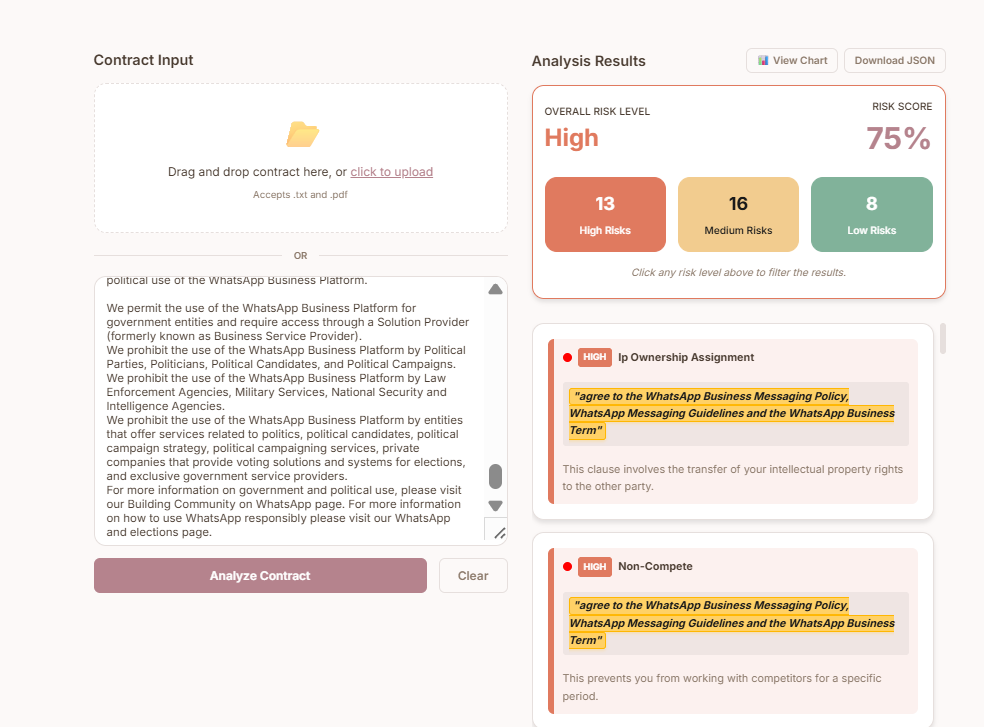 Contract Input
Drag and drop contract here, or click to upload
Accepts .txt and .pdf
OR
political use of the WhatsApp Business Platform.
We permit the use of the WhatsApp Business Platform for
government entities and require access through a Solution Provider
(formerly known as Business Service Provider).
We prohibit the use of the WhatsApp Business Platform by Political
Parties, Politicians, Political Candidates, and Political Campaigns.
We prohibit the use of the WhatsApp Business Platform by Law
Enforcement Agencies, Military Services, National Security and
Intelligence Agencies.
We prohibit the use of the WhatsApp Business Platform by entities
that offer services related to politics, political candidates, political
campaign strategy, political campaigning services, private
companies that provide voting solutions and systems for elections,
and exclusive government service providers.
For more information on government and political use, please visit
our Building Community on WhatsApp page. For more information
on how to use WhatsApp responsibly please visit our WhatsApp
and elections page.
Analyze Contract
Clear
Analysis Results
View Chart
Download JSON
OVERALL RISK LEVEL
High
RISK SCORE
75%
13
High Risks
16
Medium Risks
8
Low Risks
Click any risk level above to filter the results.
HIGH Ip Ownership Assignment
"agree to the WhatsApp Business Messaging Policy,
WhatsApp Messaging Guidelines and the WhatsApp Business
Term"
This clause involves the transfer of your intellectual property rights
to the other party.
HIGH Non-Compete
"agree to the WhatsApp Business Messaging Policy,
WhatsApp Messaging Guidelines and the WhatsApp Business
Term"
This prevents you from working with competitors for a specific
period.